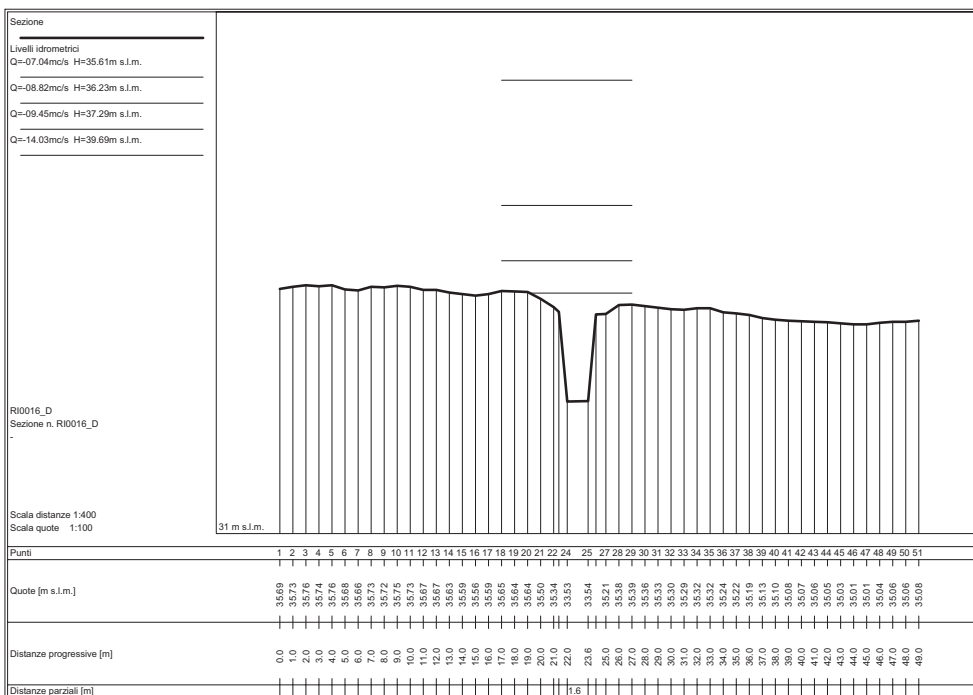 Sezione
Livelli idrometrici
Q=-07.04mc/s H=35.61m s.l.m.
Q=-08.82mc/s H=36.23m s.l.m.
Q=-09.45mc/s H=37.29m s.l.m.
Q=-14.03mc/s H=39.69m s.l.m.
RI0016_D
Sezione n. RI0016_D
-
Scala distanze 1:400
Scala quote 1:100
31 m s.l.m.
Punti 1 2 3 4 5 6 7 8 9 10 11 12 13 14 15 16 17 18 19 20 21 22 24 25 27 28 29 30 31 32 33 34 35 36 37 38 39 40 41 42 43 44 45 46 47 48 49 50 51
Quote [m s.l.m.] 35.69 35.73 35.76 35.74 35.76 35.68 35.66 35.73 35.72 35.75 35.73 35.67 35.67 35.63 35.59 35.56 35.59 35.65 35.64 35.64 35.50 35.34 33.53 33.54 35.21 35.38 35.39 35.36 35.33 35.30 35.29 35.32 35.32 35.24 35.22 35.19 35.13 35.10 35.08 35.07 35.06 35.05 35.03 35.01 35.01 35.04 35.06 35.06 35.08
Distanze progressive [m] 0.0 1.0 2.0 3.0 4.0 5.0 6.0 7.0 8.0 9.0 10.0 11.0 12.0 13.0 14.0 15.0 16.0 17.0 18.0 19.0 20.0 21.0 22.0 23.6 25.0 26.0 27.0 28.0 29.0 30.0 31.0 32.0 33.0 34.0 35.0 36.0 37.0 38.0 39.0 40.0 41.0 42.0 43.0 44.0 45.0 46.0 47.0 48.0 49.0
Distanze parziali [m] 1.6